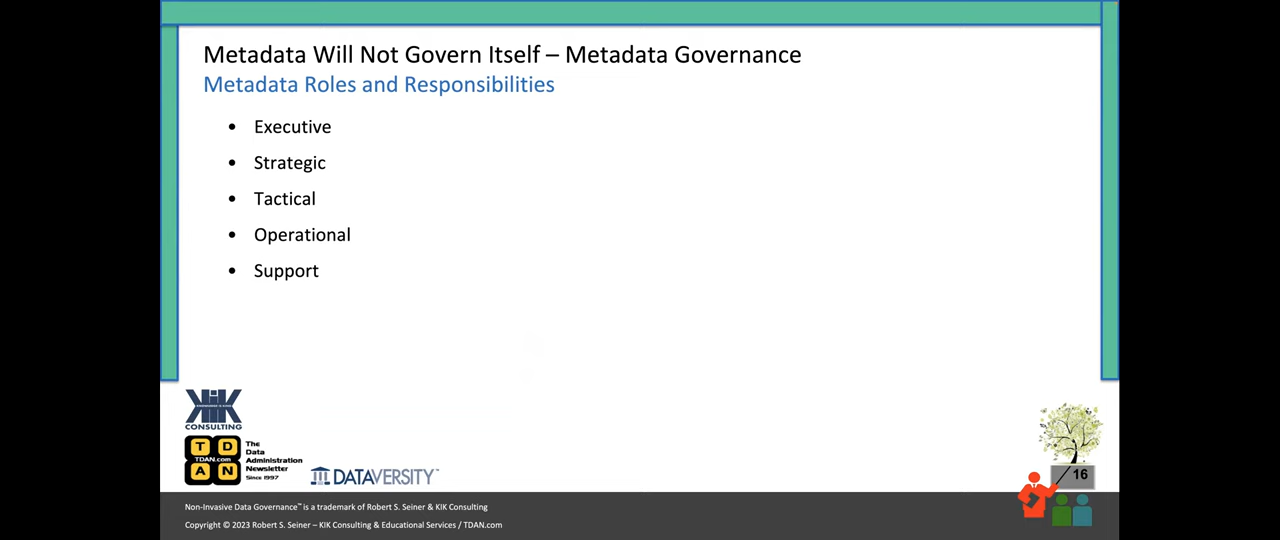 Metadata Will Not Govern Itself – Metadata Governance
Metadata Roles and Responsibilities
• Executive
• Strategic
• Tactical
• Operational
• Support
KIK
CONSULTING
T D
TDAN.com
A N
The
Data
Administration
Newsletter
Since 1997
DATAVERSITY™
16
Non-Invasive Data Governance™ is a trademark of Robert S. Seiner & KIK Consulting
Copyright © 2023 Robert S. Seiner – KIK Consulting & Educational Services / TDAN.com